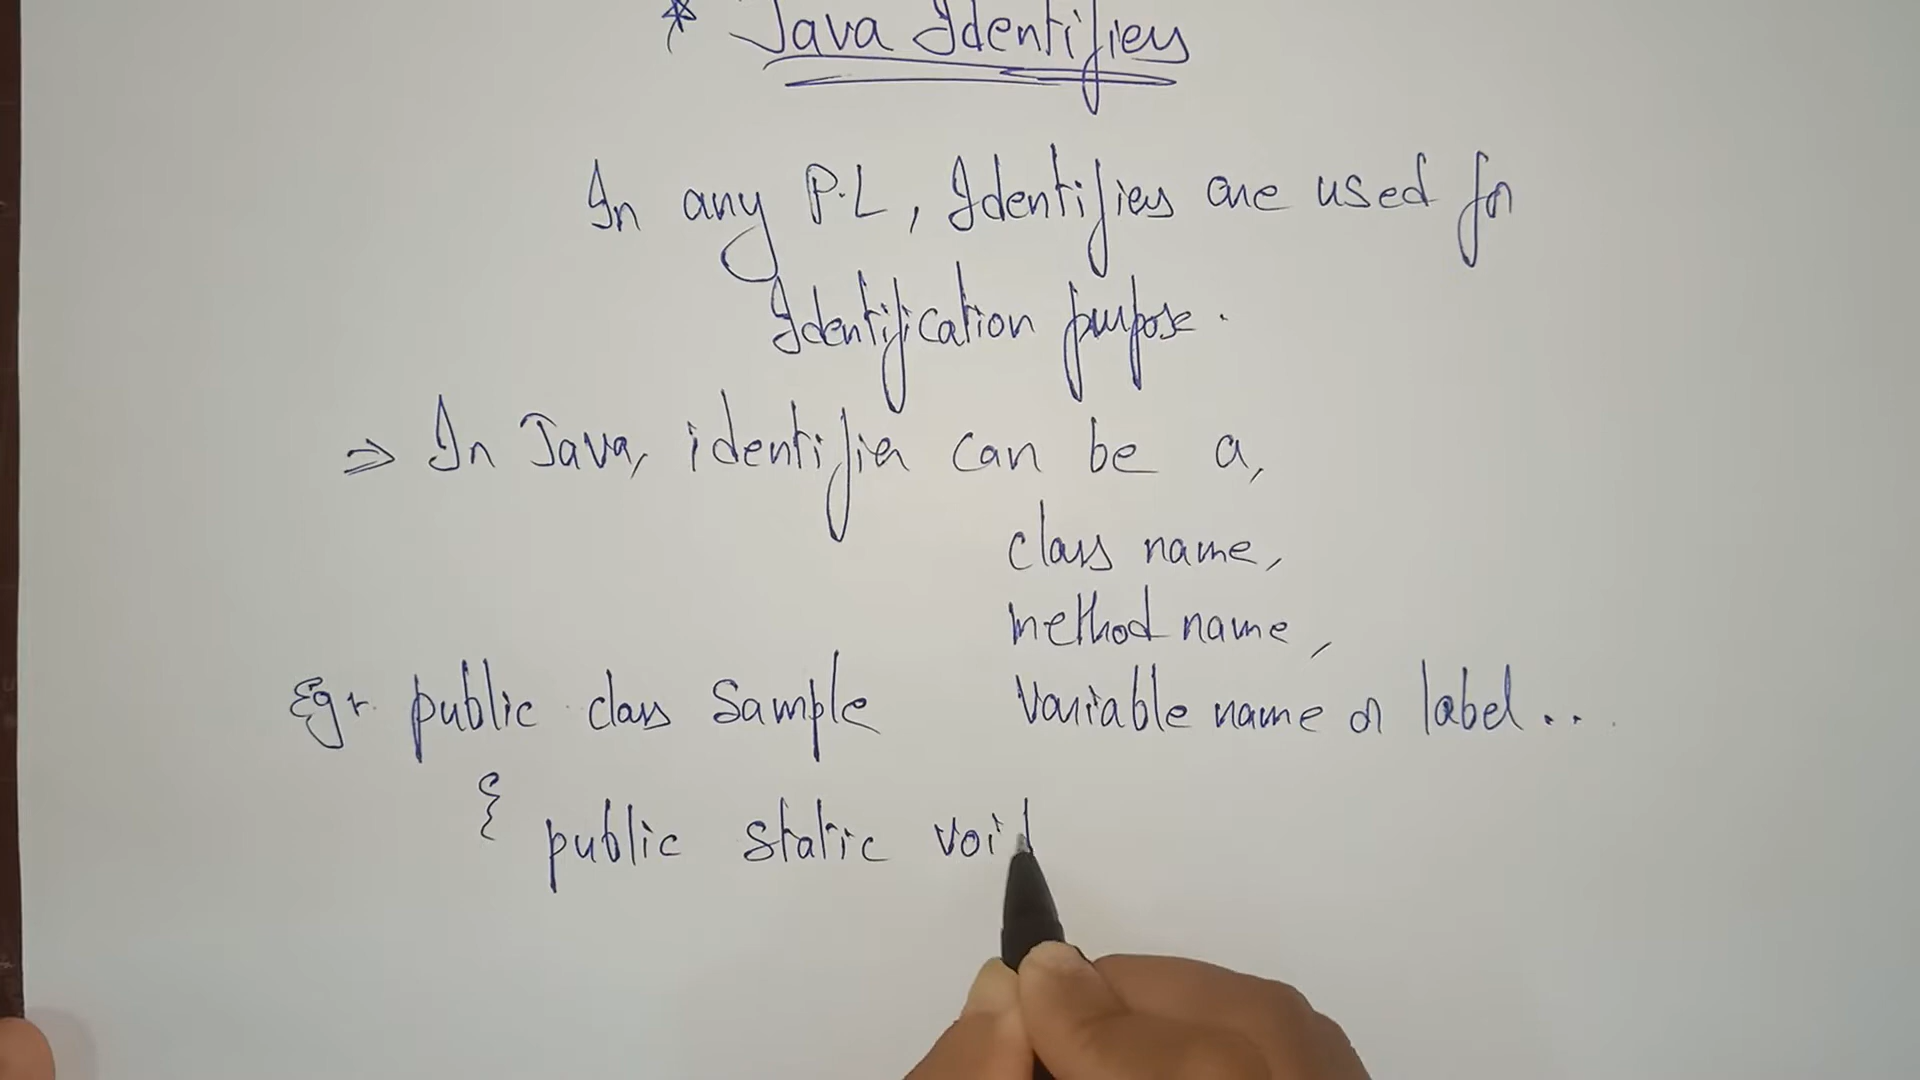 * Java Identifiers
In any P.L, Identifiers are used for
Identification purpose.
⇒ In Java, identifier can be a,
class name,
method name,
variable name or label...
Eg:- public class Sample
{ public static void